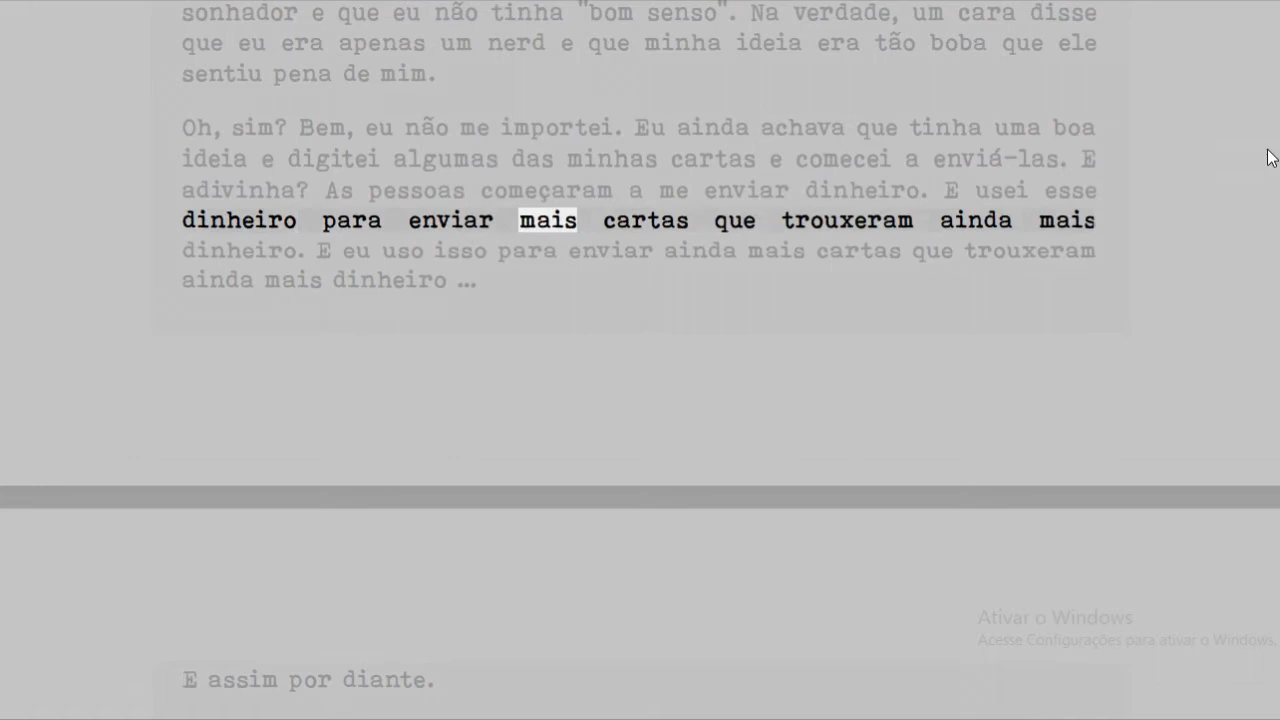 sonhador e que eu não tinha "bom senso". Na verdade, um cara disse
que eu era apenas um nerd e que minha ideia era tão boba que ele
sentiu pena de mim.
Oh, sim? Bem, eu não me importei. Eu ainda achava que tinha uma boa
ideia e digitei algumas das minhas cartas e comecei a enviá-las. E
adivinha? As pessoas começaram a me enviar dinheiro. E usei esse
dinheiro para enviar mais cartas que trouxeram ainda mais
dinheiro. E eu uso isso para enviar ainda mais cartas que trouxeram
ainda mais dinheiro ...
Ativar o Windows
Acesse Configurações para ativar o Windows.
E assim por diante.